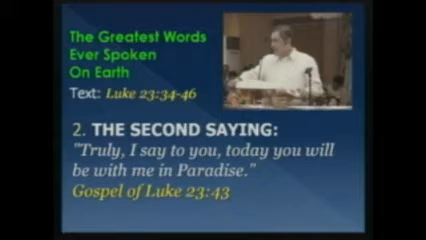 The Greatest Words
Ever Spoken
On Earth
Text: Luke 23:34-46
2. THE SECOND SAYING:
"Truly, I say to you, today you will
be with me in Paradise."
Gospel of Luke 23:43